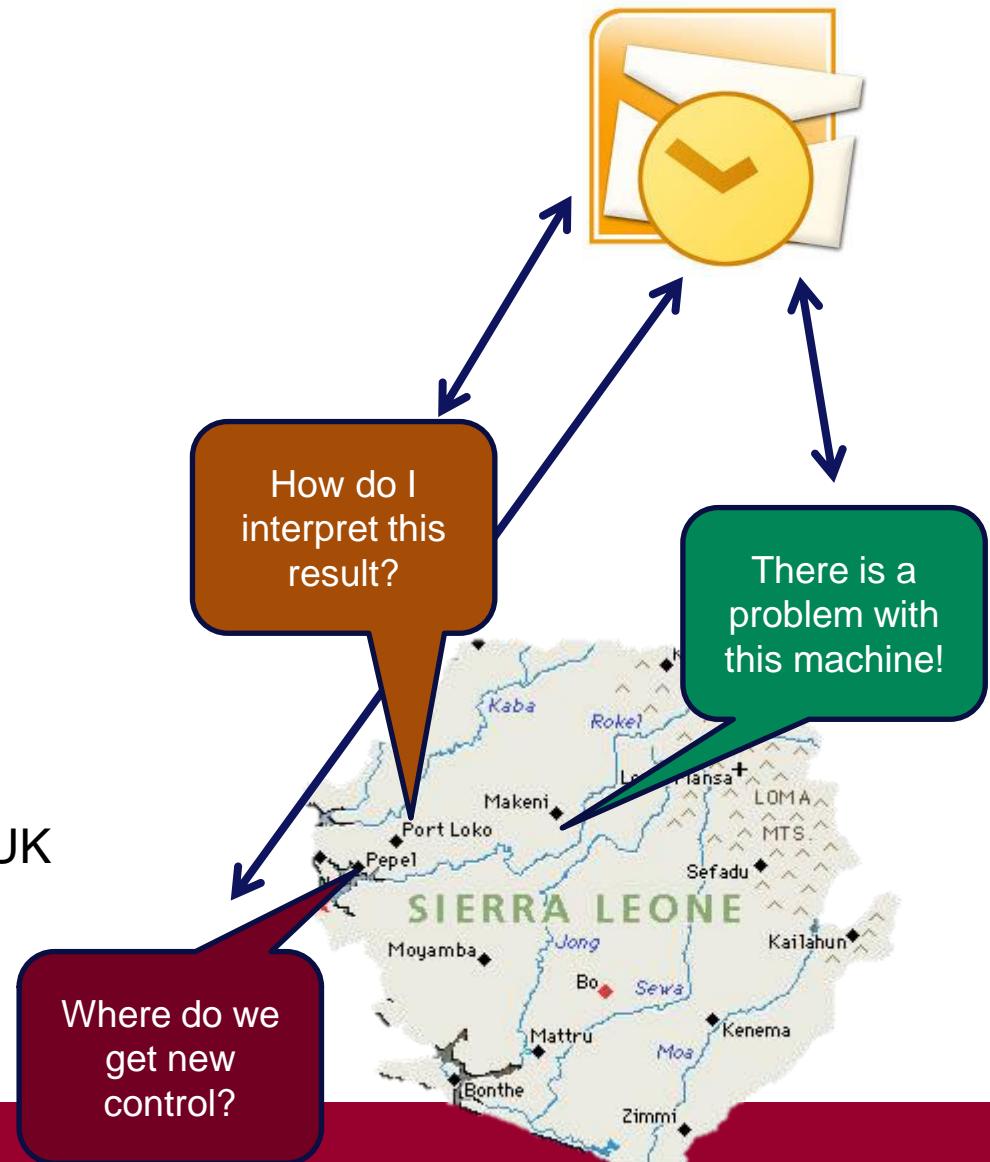 How do I
interpret this
result?
There is a
problem with
this machine!
Kaba
Rokel
Mansa
LOMA
MTS.
Makeni
Port Loko
Pepel
Sefadu
UK
SIERRA LEONE
Moyamba
Jong
Kailahun
Bo
Sewa
Where do we
get new
control?
Mattru
Kenema
Moa
Bonthe
Zimmi